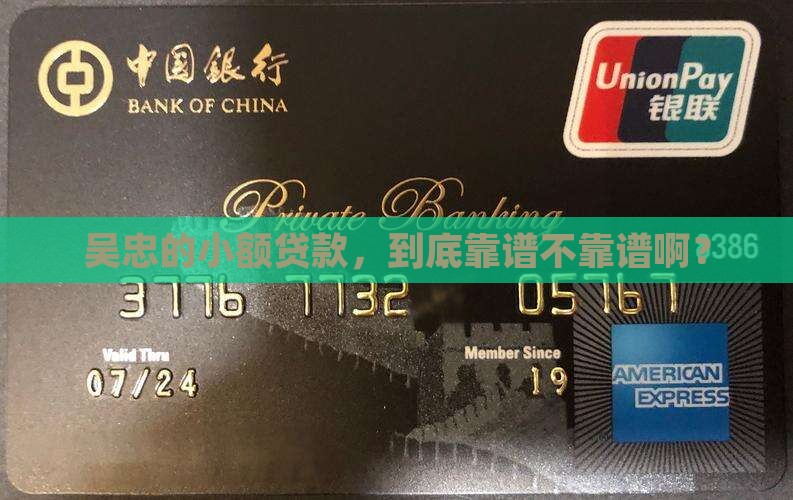 中国銀行
BANK OF CHINA
UnionPay
银联
Private Banking
吴忠的小额贷款，到底靠谱不靠谱啊？
9386
3776 7732 05767
Valid Thru
Member Since
07/24
19
AMERICAN
EXPRESS